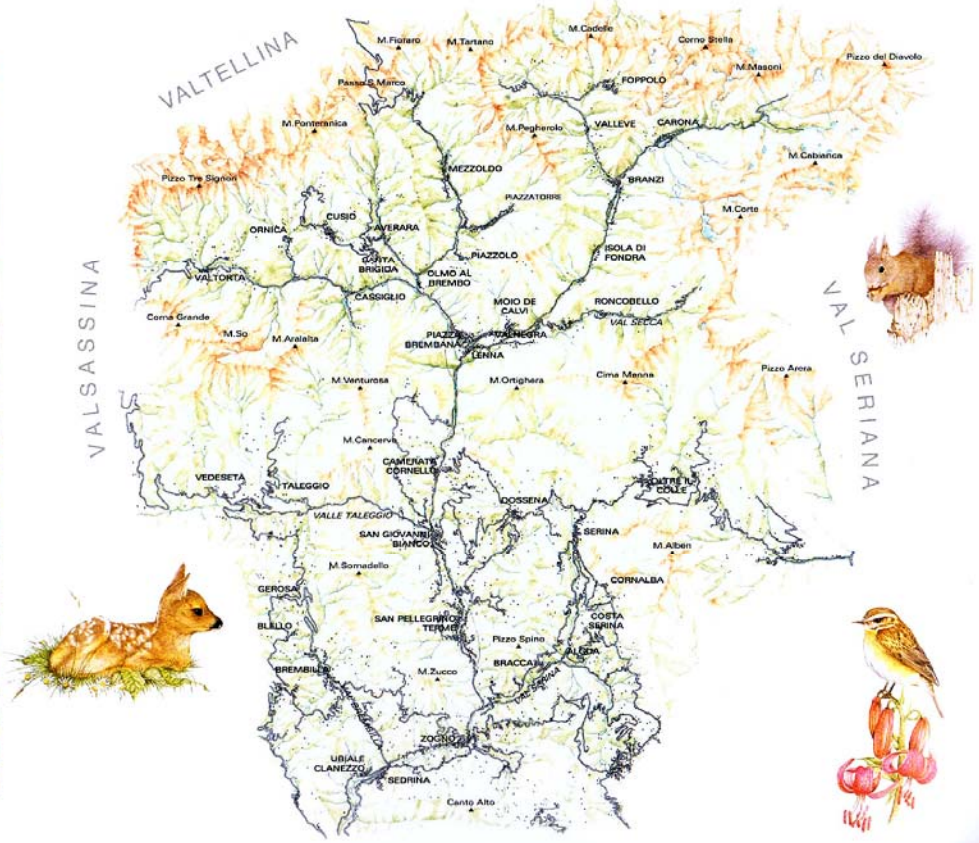 VALTELLINA
M.Fioraro
M.Tartano
M.Cadelle
Corno Stella
M.Masoni
Pizzo del Diavolo
Passo S.Marco
FOPPOLO
M.Ponteranica
M.Pegherolo
VALLEVE
CARONA
M.Cabianca
Pizzo Tre Signori
MEZZOLDO
BRANZI
PIAZZATORRE
M.Corte
CUSIO
ORNICA
AVERARA
SANTA
BRIGIDA
PIAZZOLO
ISOLA DI
FONDRA
VALTORTA
OLMO AL
BREMBO
CASSIGLIO
MOIO DE
CALVI
RONCOBELLO
VAL SECCA
Corna Grande
M.So
M.Aralalta
PIAZZA
BREMBANA
VALNEGRA
LENNA
VALSASSINA
VAL SERIANA
M.Venturosa
M.Ortighera
Cima Menna
Pizzo Arera
M.Cancervo
CAMERATA
CORNELLO
VEDESETA
TALEGGIO
DOSSENA
OLTRE IL
COLLE
VALLE TALEGGIO
SAN GIOVANNI
BIANCO
SERINA
M.Alben
M.Somadello
CORNALBA
GEROSA
BLELLO
SAN PELLEGRINO
TERME
COSTA
SERINA
Pizzo Spino
ALGUA
BRACCA
BREMBILLA
M.Zucco
VAL SERINA
ZOGNO
UBIALE
CLANEZZO
SEDRINA
Canto Alto